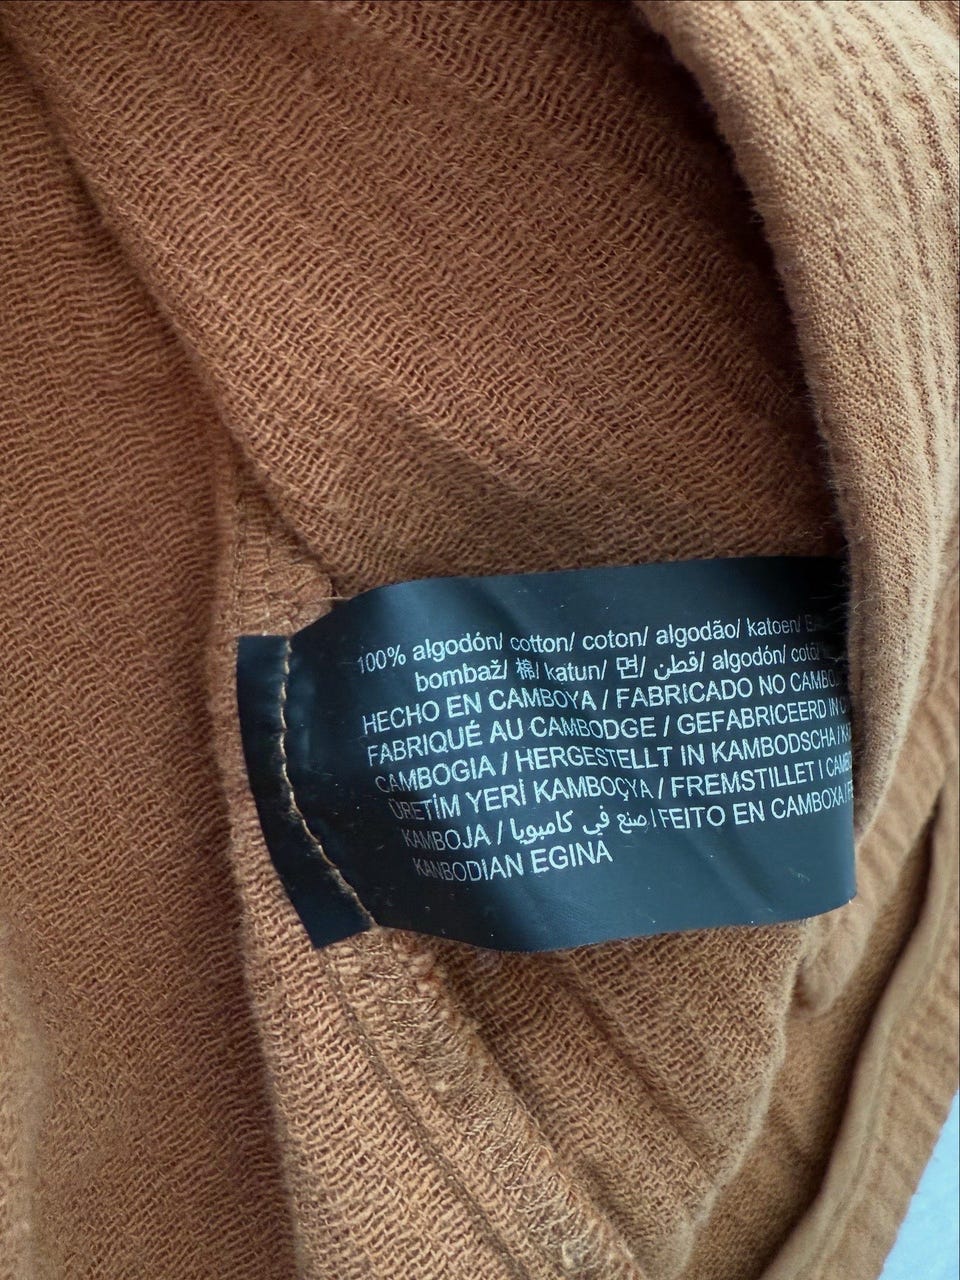 100% algodón/ cotton/ coton/ algodão/ katoen/
bombaž/ 棉/ katun/ 면/ قطن/ algodón/
HECHO EN CAMBOYA / FABRICADO NO
FABRIQUÉ AU CAMBODGE / GEFABRICEERD IN
CAMBOGIA / HERGESTELLT IN KAMBODSCHA /
ÜRETİM YERİ KAMBOÇYA / FREMSTILLET I
KAMBOJA / صنع في كامبوديا / FEITO EN CAMBOXA /
KANBODIAN EGINA